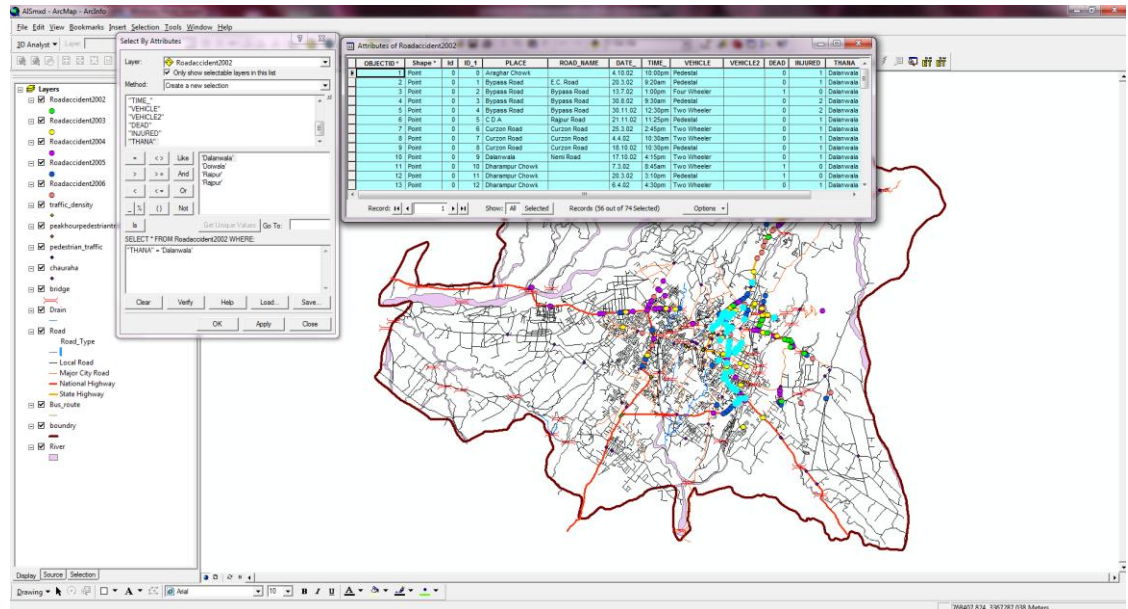 AISmxd - ArcMap - ArcInfo
File Edit View Bookmarks Insert Selection Tools Window Help
3D Analyst Layer:
Select By Attributes
Layer: Roadaccident2002
Only show selectable layers in this list
Method: Create a new selection
"TIME_"
"VEHICLE"
"VEHICLE2"
"DEAD"
"INJURED"
"THANA"
= < > Like
> > = And
< < = Or
_ % ( ) Not
Is
'Dalanwala'
'Doiwala'
'Raipur'
'Rajpur'
Get Unique Values Go To:
SELECT * FROM Roadaccident2002 WHERE:
"THANA" = 'Dalanwala'
Clear Verify Help Load... Save...
OK Apply Close
Attributes of Roadaccident2002
OBJECTID * Shape * Id ID_1 PLACE ROAD_NAME DATE_ TIME_ VEHICLE VEHICLE2 DEAD INJURED THANA
1 Point 0 0 Araghar Chowk 4.10.02 10:00pm Pedestal 0 1 Dalanwala
2 Point 0 1 Bypass Road E.C. Road 20.3.02 9:20am Pedestal 0 1 Dalanwala
3 Point 0 2 Bypass Road Bypass Road 13.7.02 1:00pm Four Wheeler 1 0 Dalanwala
4 Point 0 3 Bypass Road Bypass Road 30.8.02 9:30am Pedestal 0 2 Dalanwala
5 Point 0 4 Bypass Road Bypass Road 30.11.02 12:30pm Two Wheeler 0 2 Dalanwala
6 Point 0 5 C D A Rajpur Road 21.11.02 11:25pm Pedestal 1 0 Dalanwala
7 Point 0 6 Curzon Road Curzon Road 25.3.02 2:45pm Two Wheeler 0 1 Dalanwala
8 Point 0 7 Curzon Road Curzon Road 4.4.02 10:30am Two Wheeler 0 1 Dalanwala
9 Point 0 8 Curzon Road Curzon Road 18.10.02 10:30pm Pedestal 0 1 Dalanwala
10 Point 0 9 Dalanwala Nemi Road 17.10.02 4:15pm Two Wheeler 0 1 Dalanwala
11 Point 0 10 Dharampur Chowk 7.3.02 8:45am Two Wheeler 1 0 Dalanwala
12 Point 0 11 Dharampur Chowk 20.3.02 3:10pm Pedestal 1 0 Dalanwala
13 Point 0 12 Dharampur Chowk 6.4.02 4:30pm Two Wheeler 0 1 Dalanwala
Record: 1 Show: All Selected Records (56 out of 74 Selected) Options
Layers
Roadaccident2002
Roadaccident2003
Roadaccident2004
Roadaccident2005
Roadaccident2006
traffic_density
pedestrian_traffic
chauraha
bridge
Drain
Road
Road_Type
Local Road
Major City Road
National Highway
State Highway
Bus_route
boundry
River
Display Source Selection
Drawing Arial 10 B I U A
768407.824 3367282.038 Meters